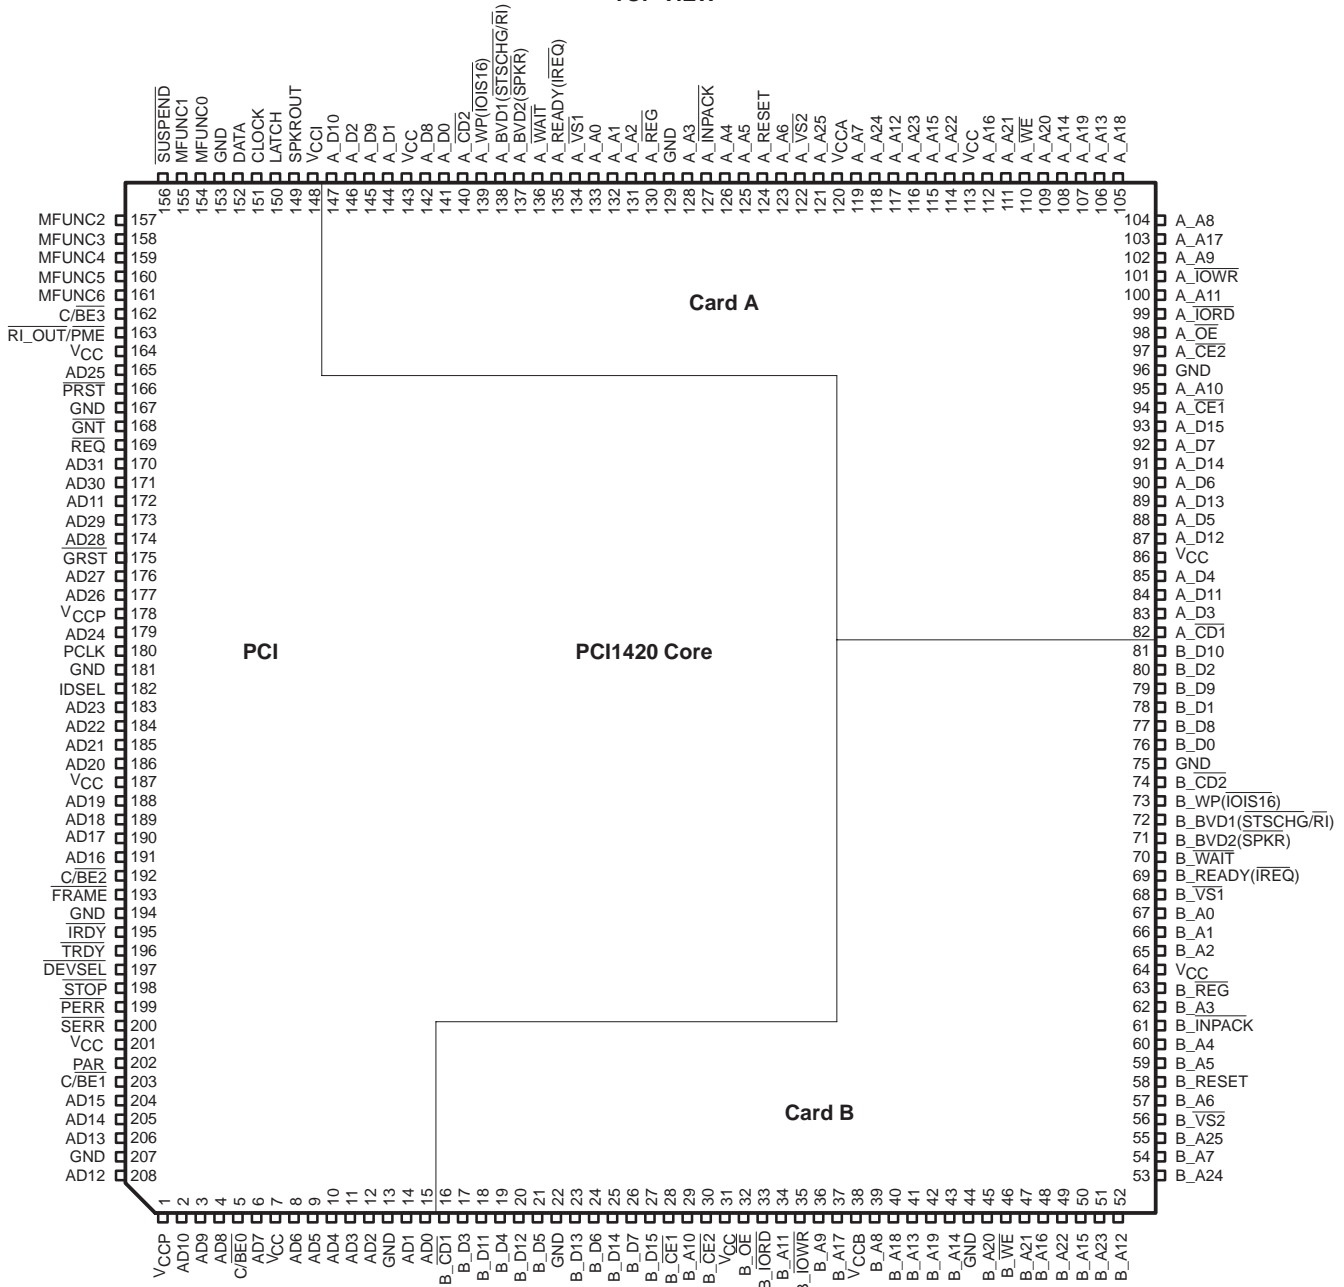 SUSPEND
MFUNC1
MFUNC0
GND
DATA
CLOCK
LATCH
SPKROUT
VCCI
A_D10
A_D2
A_D9
A_D1
VCC
A_D8
A_D0
A_CD2
A_WP(IOIS16)
A_BVD1(STSCHG/RI)
A_BVD2(SPKR)
A_WAIT
A_READY(IREQ)
A_VS1
A_A0
A_A1
A_A2
A_REG
GND
A_A3
A_INPACK
A_A4
A_A5
A_RESET
A_A6
A_VS2
A_A25
VCCA
A_A7
A_A24
A_A12
A_A23
A_A15
A_A22
VCC
A_A16
A_A21
A_WE
A_A20
A_A14
A_A19
A_A13
A_A18
156 155 154 153 152 151 150 149 148 147 146 145 144 143 142 141 140 139 138 137 136 135 134 133 132 131 130 129 128 127 126 125 124 123 122 121 120 119 118 117 116 115 114 113 112 111 110 109 108 107 106 105
MFUNC2 157
MFUNC3 158
MFUNC4 159
MFUNC5 160
MFUNC6 161
C/BE3 162
RI_OUT/PME 163
VCC 164
AD25 165
PRST 166
GND 167
GNT 168
REQ 169
AD31 170
AD30 171
AD11 172
AD29 173
AD28 174
GRST 175
AD27 176
AD26 177
VCCP 178
AD24 179
PCLK 180
GND 181
IDSEL 182
AD23 183
AD22 184
AD21 185
AD20 186
VCC 187
AD19 188
AD18 189
AD17 190
AD16 191
C/BE2 192
FRAME 193
GND 194
IRDY 195
TRDY 196
DEVSEL 197
STOP 198
PERR 199
SERR 200
VCC 201
PAR 202
C/BE1 203
AD15 204
AD14 205
AD13 206
GND 207
AD12 208
Card A
PCI
PCI1420 Core
Card B
104 A_A8
103 A_A17
102 A_A9
101 A_IOWR
100 A_A11
99 A_IORD
98 A_OE
97 A_CE2
96 GND
95 A_A10
94 A_CE1
93 A_D15
92 A_D7
91 A_D14
90 A_D6
89 A_D13
88 A_D5
87 A_D12
86 VCC
85 A_D4
84 A_D11
83 A_D3
82 A_CD1
81 B_D10
80 B_D2
79 B_D9
78 B_D1
77 B_D8
76 B_D0
75 GND
74 B_CD2
73 B_WP(IOIS16)
72 B_BVD1(STSCHG/RI)
71 B_BVD2(SPKR)
70 B_WAIT
69 B_READY(IREQ)
68 B_VS1
67 B_A0
66 B_A1
65 B_A2
64 VCC
63 B_REG
62 B_A3
61 B_INPACK
60 B_A4
59 B_A5
58 B_RESET
57 B_A6
56 B_VS2
55 B_A25
54 B_A7
53 B_A24
1 2 3 4 5 6 7 8 9 10 11 12 13 14 15 16 17 18 19 20 21 22 23 24 25 26 27 28 29 30 31 32 33 34 35 36 37 38 39 40 41 42 43 44 45 46 47 48 49 50 51 52
VCCP
AD10
AD9
AD8
C/BE0
AD7
VCC
AD6
AD5
AD4
AD3
AD2
GND
AD1
AD0
B_CD1
B_D3
B_D11
B_D4
B_D12
B_D5
GND
B_D13
B_D6
B_D14
B_D7
B_D15
B_CE1
B_A10
B_CE2
VCC
B_OE
B_IORD
B_A11
B_IOWR
B_A9
B_A17
VCCB
B_A8
B_A18
B_A13
B_A19
B_A14
GND
B_A20
B_WE
B_A21
B_A16
B_A22
B_A15
B_A23
B_A12